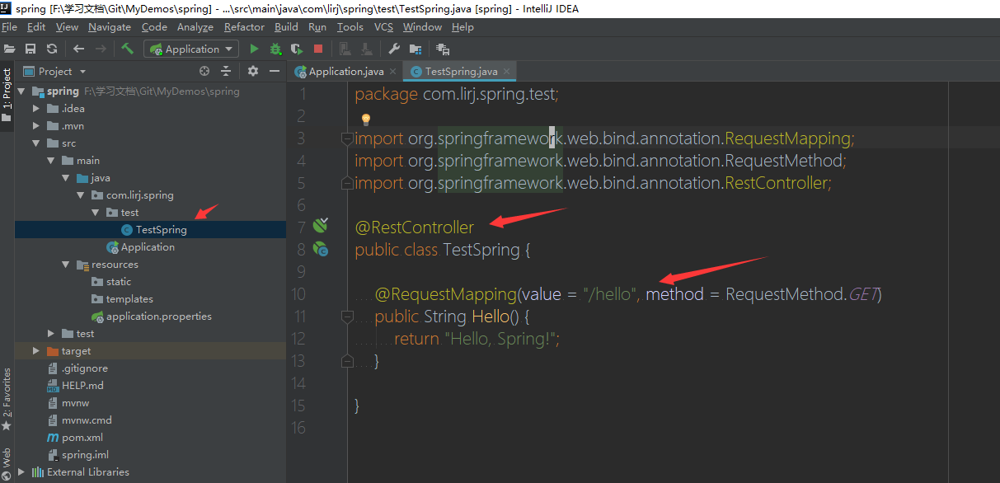 spring [F:\学习文档\Git\MyDemos\spring] - ...\src\main\java\com\lirj\spring\test\TestSpring.java [spring] - IntelliJ IDEA
File Edit View Navigate Code Analyze Refactor Build Run Tools VCS Window Help
Application
Project
Application.java TestSpring.java
1: Project
spring F:\学习文档\Git\MyDemos\spring
.idea
.mvn
src
main
java
com.lirj.spring
test
TestSpring
Application
resources
static
templates
application.properties
test
target
.gitignore
HELP.md
mvnw
mvnw.cmd
pom.xml
spring.iml
External Libraries
2: Favorites
Web
1 package com.lirj.spring.test;
2
3 import org.springframework.web.bind.annotation.RequestMapping;
4 import org.springframework.web.bind.annotation.RequestMethod;
5 import org.springframework.web.bind.annotation.RestController;
6
7 @RestController
8 public class TestSpring {
9
10 @RequestMapping(value = "/hello", method = RequestMethod.GET)
11 public String Hello() {
12 return "Hello, Spring!";
13 }
14
15 }
16